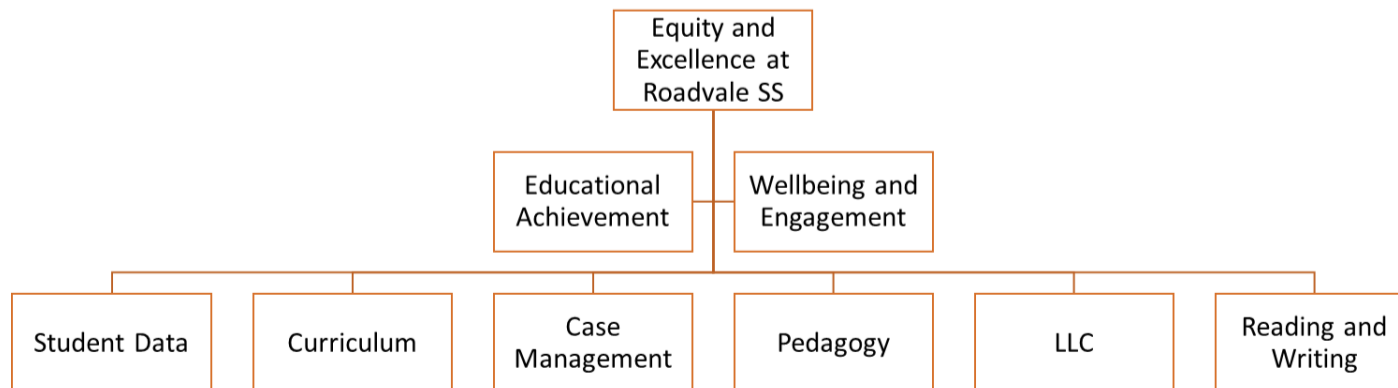 Equity and
Excellence at
Roadvale SS
Educational
Achievement
Wellbeing and
Engagement
Student Data
Curriculum
Case
Management
Pedagogy
LLC
Reading and
Writing